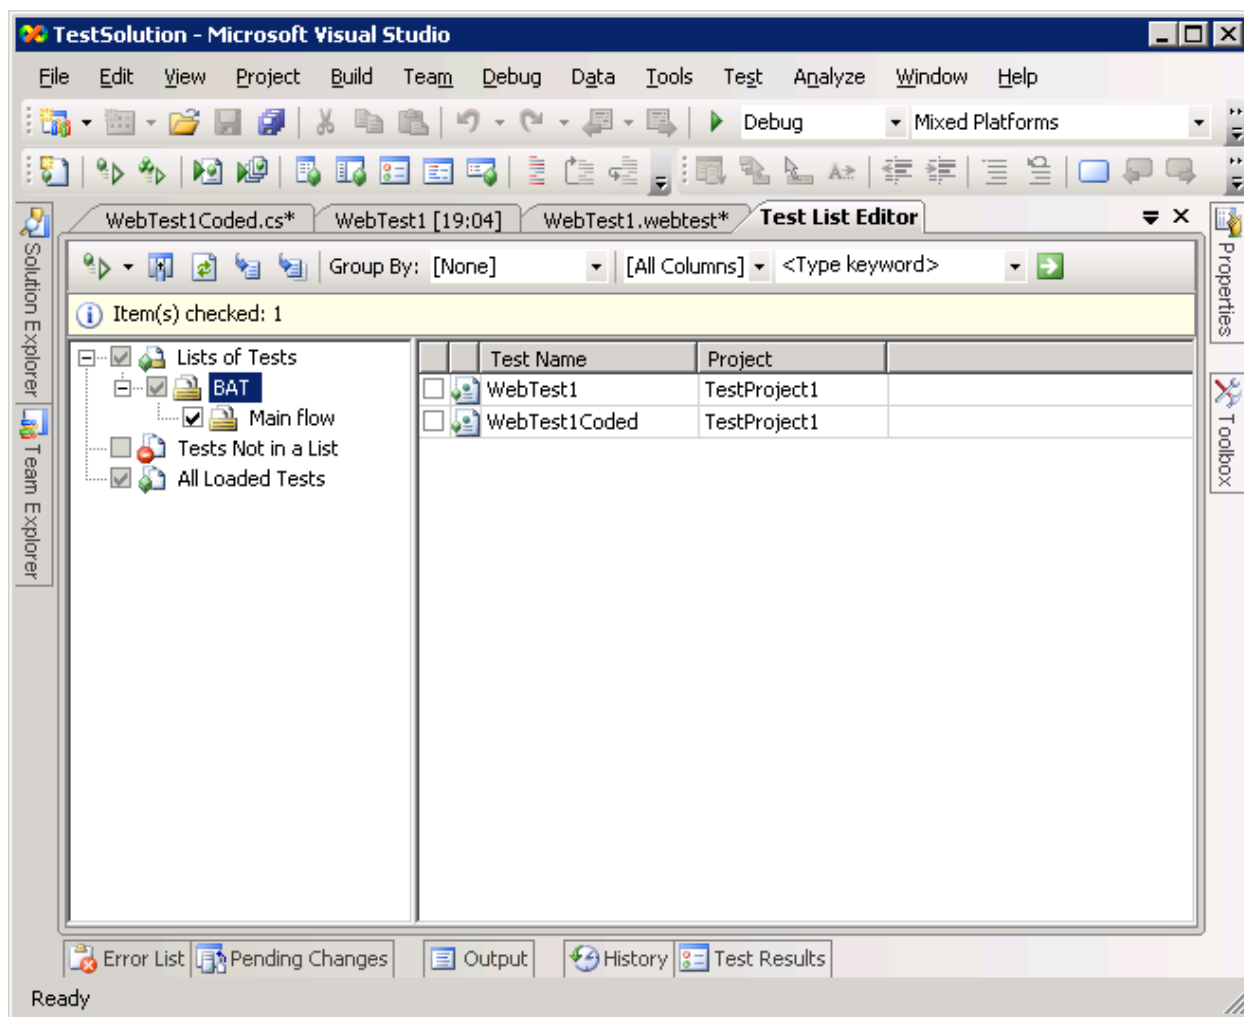 TestSolution - Microsoft Visual Studio
File Edit View Project Build Team Debug Data Tools Test Analyze Window Help
Debug Mixed Platforms
WebTest1Coded.cs* WebTest1 [19:04] WebTest1.webtest* Test List Editor
Group By: [None] [All Columns] <Type keyword>
Item(s) checked: 1
Solution Explorer
Team Explorer
Lists of Tests
BAT
Main flow
Tests Not in a List
All Loaded Tests
Test Name Project
WebTest1 TestProject1
WebTest1Coded TestProject1
Properties
Toolbox
Error List Pending Changes Output History Test Results
Ready